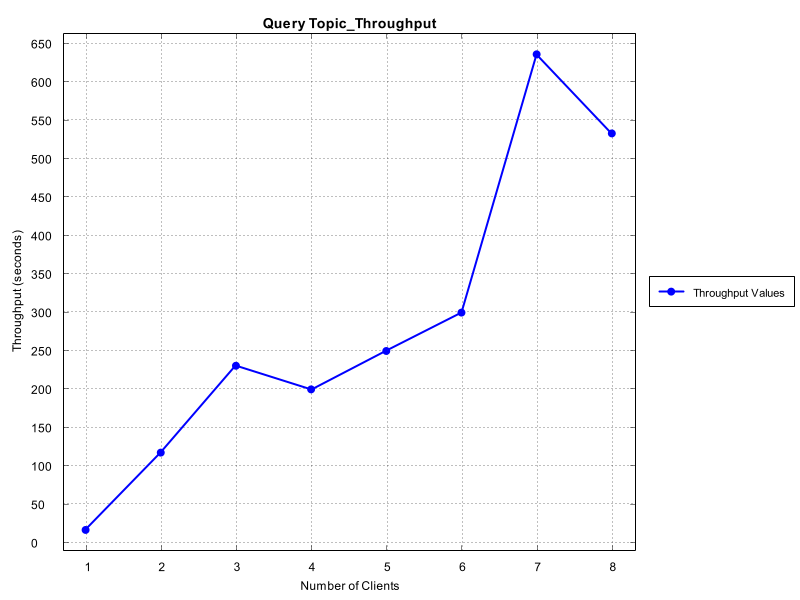 Query Topic_Throughput
650
600
550
500
450
400
350
300
250
200
150
100
50
0
Throughput (seconds)
1 2 3 4 5 6 7 8
Number of Clients
Throughput Values